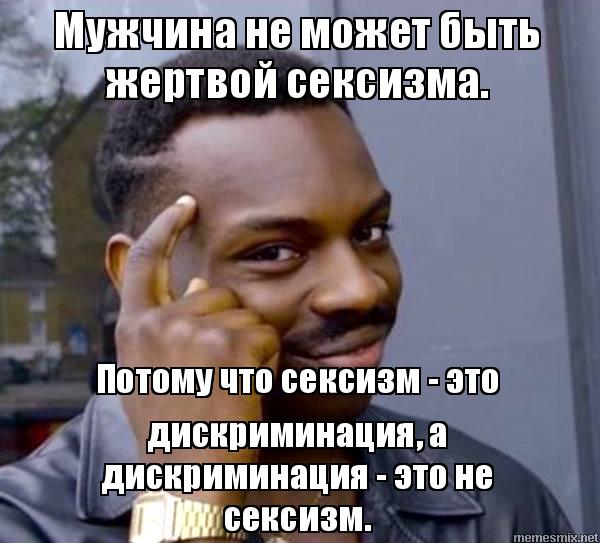 Мужчина не может быть
жертвой сексизма.
Потому что сексизм - это
дискриминация, а
дискриминация - это не
сексизм.
memesmix.net